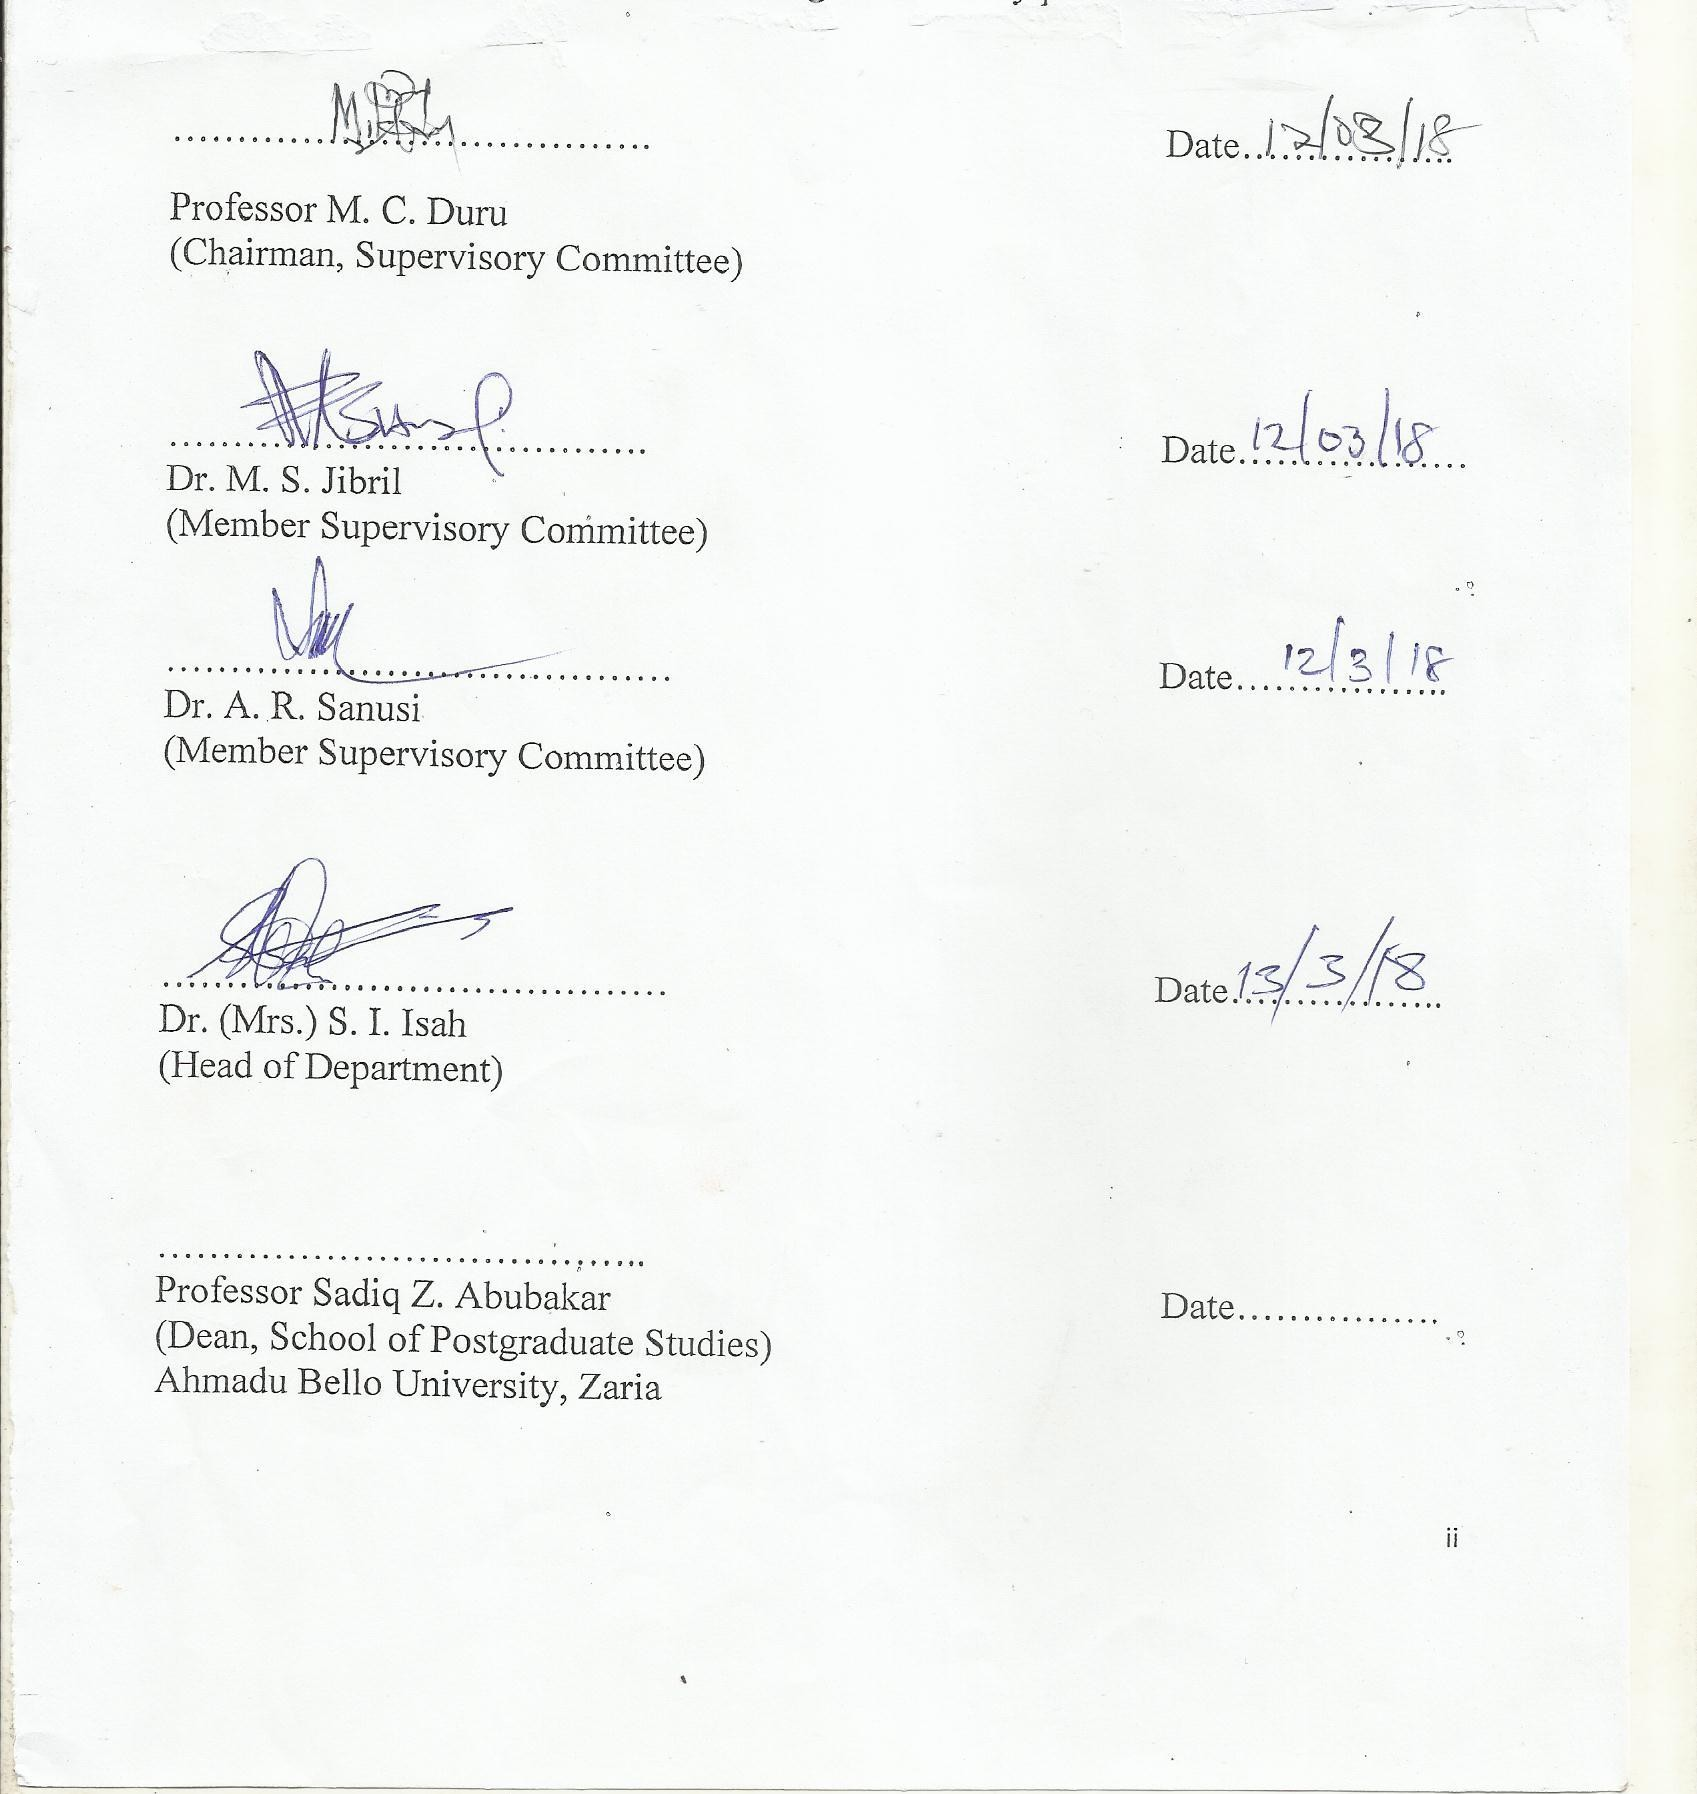 Date..12/03/18
Professor M. C. Duru
(Chairman, Supervisory Committee)
Date.12/03/18....
Dr. M. S. Jibril
(Member Supervisory Committee)
Date....12/3/18
Dr. A. R. Sanusi
(Member Supervisory Committee)
Date.13/3/18
Dr. (Mrs.) S. I. Isah
(Head of Department)
......................................
Professor Sadiq Z. Abubakar
Date................
(Dean, School of Postgraduate Studies)
Ahmadu Bello University, Zaria
ii